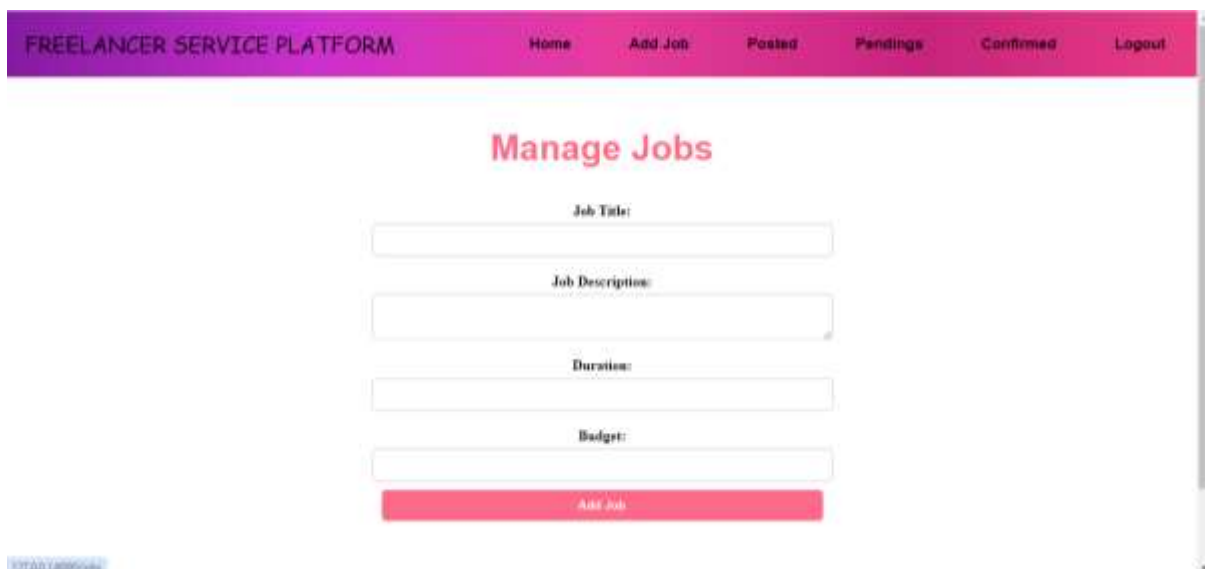 FREELANCER SERVICE PLATFORM Home Add Job Posted Pendings Confirmed Logout
Manage Jobs
Job Title:
Job Description:
Duration:
Budget:
Add Job